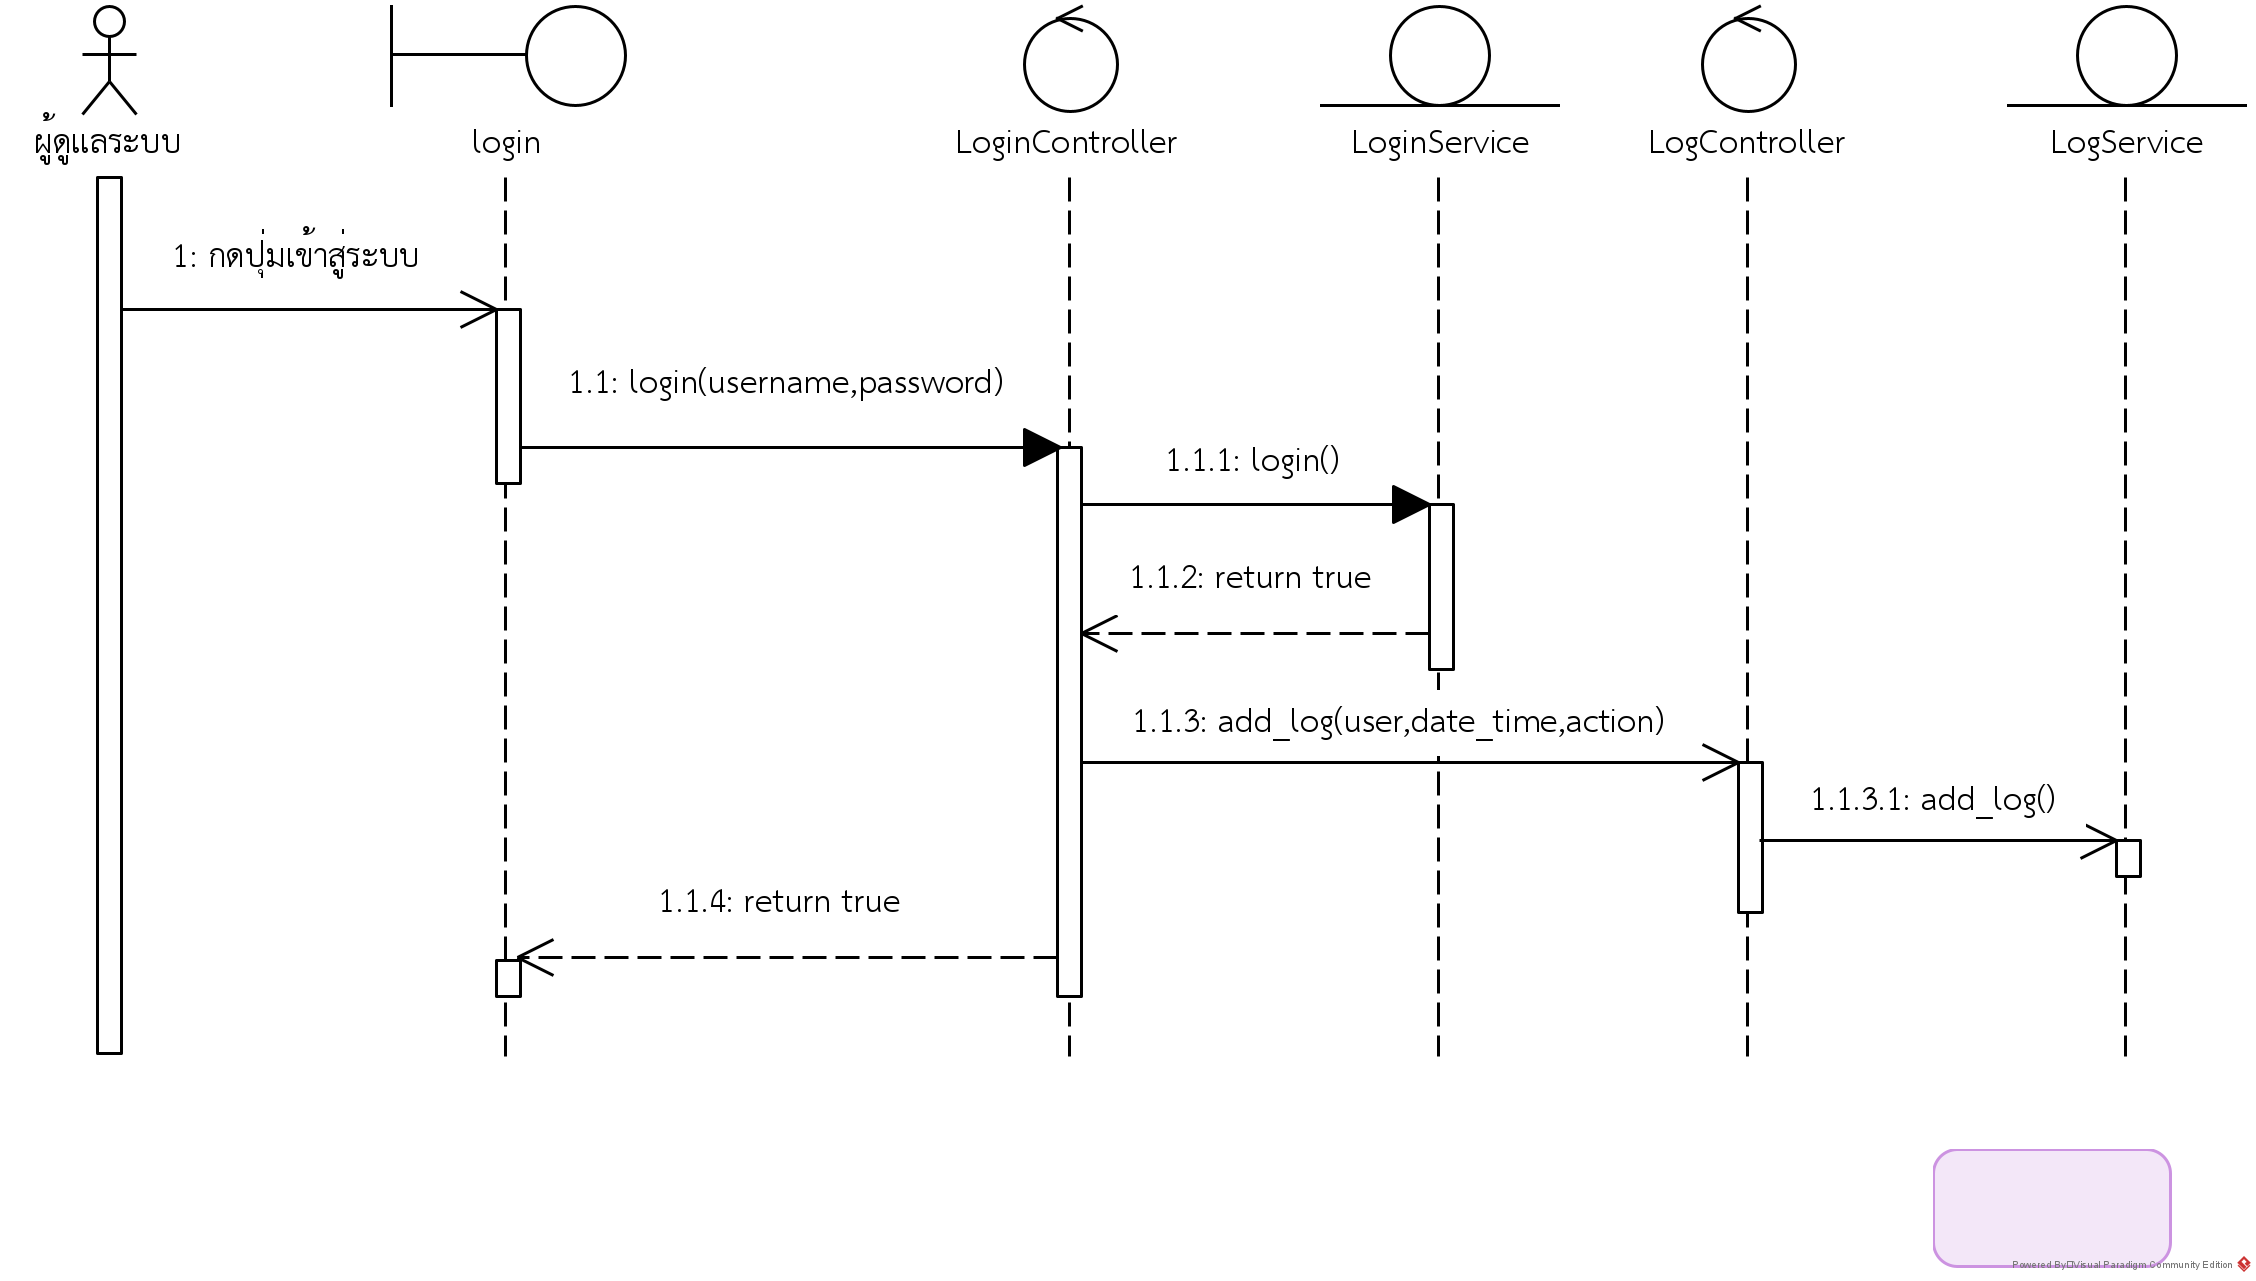 ผู้ดูแลระบบ
login
LoginController
LoginService
LogController
LogService
1: กดปุ่มเข้าสู่ระบบ
1.1: login(username,password)
1.1.1: login()
1.1.2: return true
1.1.3: add_log(user,date_time,action)
1.1.3.1: add_log()
1.1.4: return true
Powered By Visual Paradigm Community Edition